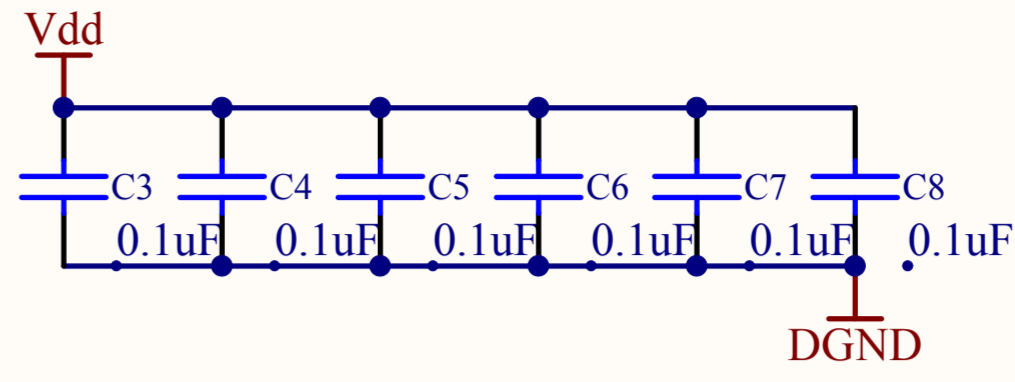 Vdd
C3 C4 C5 C6 C7 C8
0.1uF 0.1uF 0.1uF 0.1uF 0.1uF 0.1uF
DGND